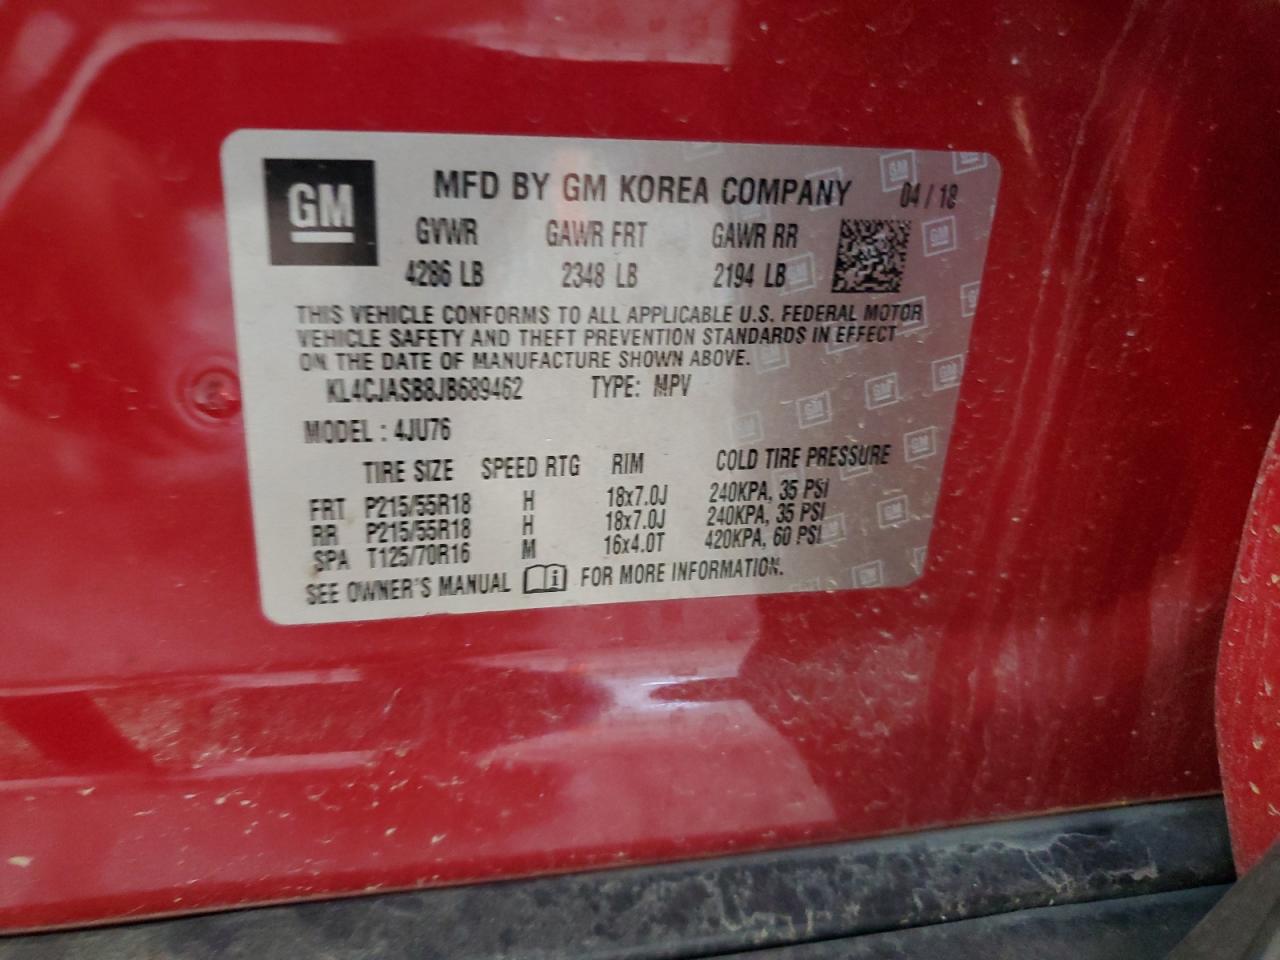 GM
MFD BY GM KOREA COMPANY 04/18
GVWR GAWR FRT GAWR RR
4286 LB 2348 LB 2194 LB
THIS VEHICLE CONFORMS TO ALL APPLICABLE U.S. FEDERAL MOTOR
VEHICLE SAFETY AND THEFT PREVENTION STANDARDS IN EFFECT
ON THE DATE OF MANUFACTURE SHOWN ABOVE.
KL4CJASB8JB689462 TYPE: MPV
MODEL : 4JU76
TIRE SIZE SPEED RTG RIM COLD TIRE PRESSURE
FRT P215/55R18 H 18x7.0J 240KPA, 35 PSI
RR P215/55R18 H 18x7.0J 240KPA, 35 PSI
SPA T125/70R16 M 16x4.0T 420KPA, 60 PSI
SEE OWNER'S MANUAL FOR MORE INFORMATION.